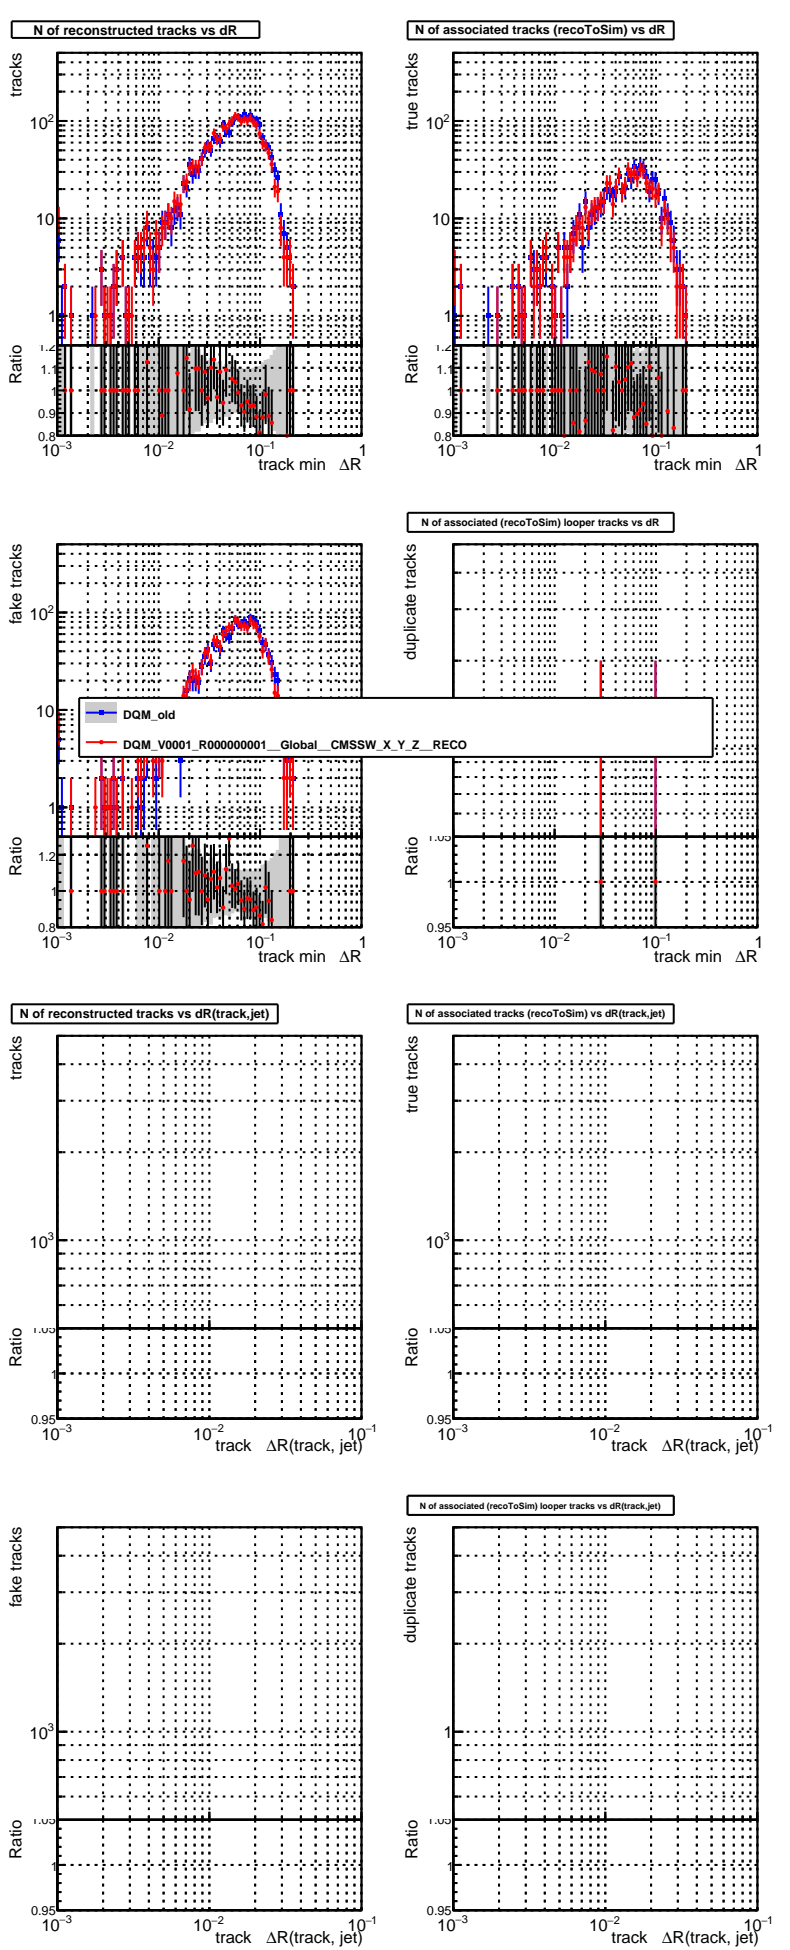 N of reconstructed tracks vs dR
tracks
10²
10
1
Ratio
1.2
1.1
1
0.9
0.8
10⁻³ 10⁻² 10⁻¹ 1
track min ΔR
N of associated tracks (recoToSim) vs dR
true tracks
10²
10
1
Ratio
1.2
1.1
1
0.9
0.8
10⁻³ 10⁻² 10⁻¹ 1
track min ΔR
fake tracks
10²
10
1
Ratio
1.2
1
0.8
10⁻³ 10⁻² 10⁻¹ 1
track min ΔR
N of associated (recoToSim) looper tracks vs dR
duplicate tracks
Ratio
1.05
1
0.95
10⁻³ 10⁻² 10⁻¹ 1
track min ΔR
DQM_old
DQM_V0001_R000000001__Global__CMSSW_X_Y_Z__RECO
N of reconstructed tracks vs dR(track,jet)
tracks
10³
Ratio
1.05
1
0.95
10⁻³ 10⁻² 10⁻¹
track ΔR(track, jet)
N of associated tracks (recoToSim) vs dR(track,jet)
true tracks
10³
Ratio
1.05
1
0.95
10⁻³ 10⁻² 10⁻¹
track ΔR(track, jet)
fake tracks
10³
Ratio
1.05
1
0.95
10⁻³ 10⁻² 10⁻¹
track ΔR(track, jet)
N of associated (recoToSim) looper tracks vs dR(track,jet)
duplicate tracks
1
Ratio
1.05
1
0.95
10⁻³ 10⁻² 10⁻¹
track ΔR(track, jet)